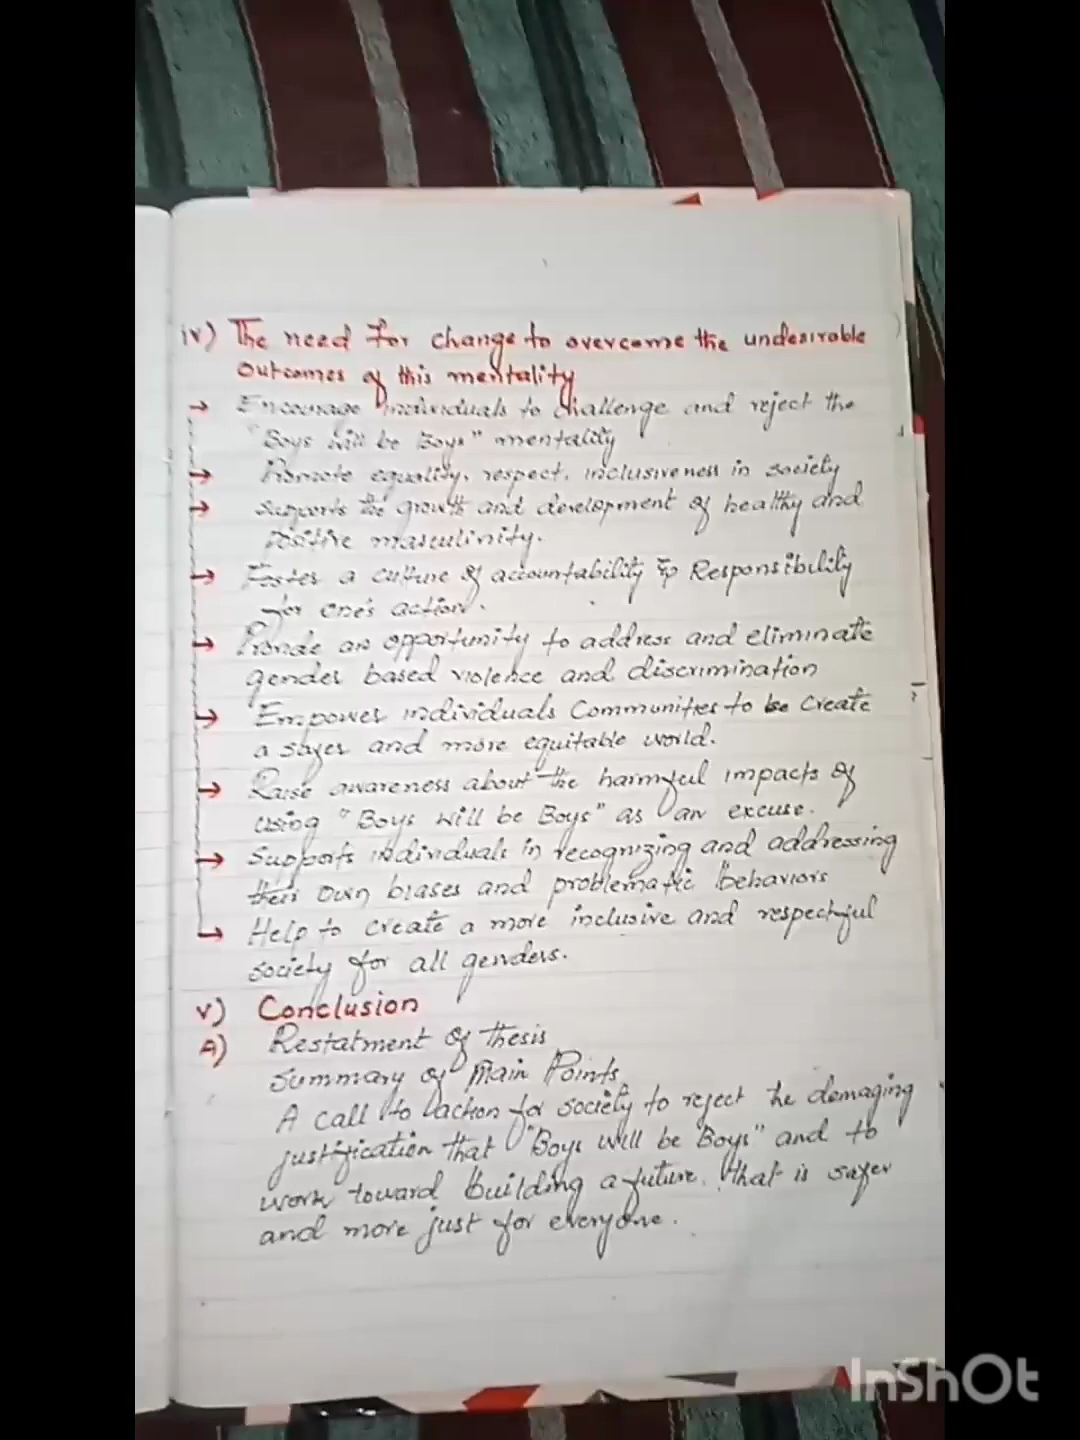 iv) The need for change to overcome the undesirable
outcomes of this mentality
→ Encourage individuals to challenge and reject the
"Boys will be Boys" mentality
→ Promote equality, respect, inclusiveness in society
→ Supports the growth and development of healthy and
positive masculinity.
→ Foster a culture of accountability & Responsibility
for one's action.
→ Provide an opportunity to address and eliminate
gender based violence and discrimination
→ Empower individuals Communities to create
a safer and more equitable world.
→ Raise awareness about the harmful impacts of
using "Boys will be Boys" as an excuse.
→ Supports individuals in recognizing and addressing
their own biases and problematic behaviors
→ Help to create a more inclusive and respectful
society for all genders.
v) Conclusion
A) Restatment of thesis
Summary of Main Points
A call to action for society to reject the demaging
justification that "Boys will be Boys" and to
work toward building a future. that is safer
and more just for everyone.
InShOt